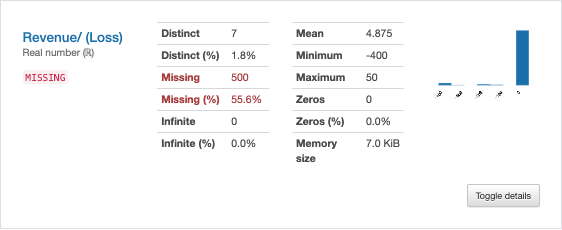 Revenue/ (Loss)
Real number (ℝ)
MISSING
Distinct 7
Distinct (%) 1.8%
Missing 500
Missing (%) 55.6%
Infinite 0
Infinite (%) 0.0%
Mean 4.875
Minimum -400
Maximum 50
Zeros 0
Zeros (%) 0.0%
Memory 7.0 KiB
size
Toggle details